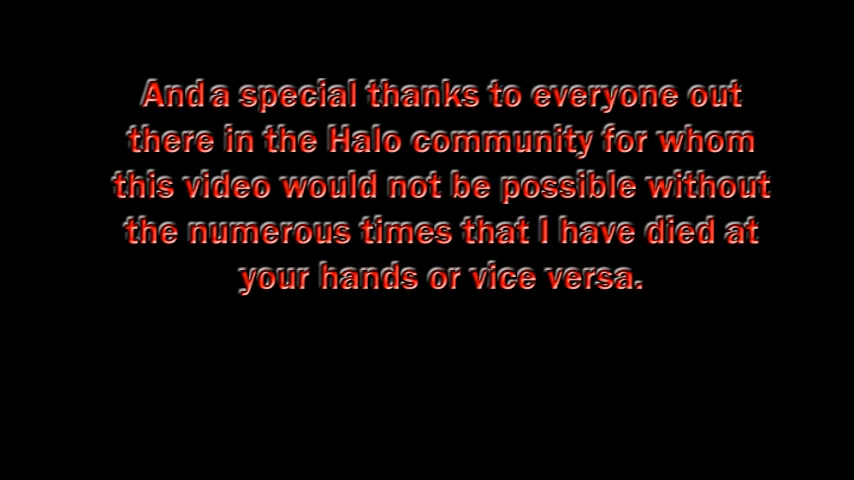 And a special thanks to everyone out
there in the Halo community for whom
this video would not be possible without
the numerous times that I have died at
your hands or vice versa.